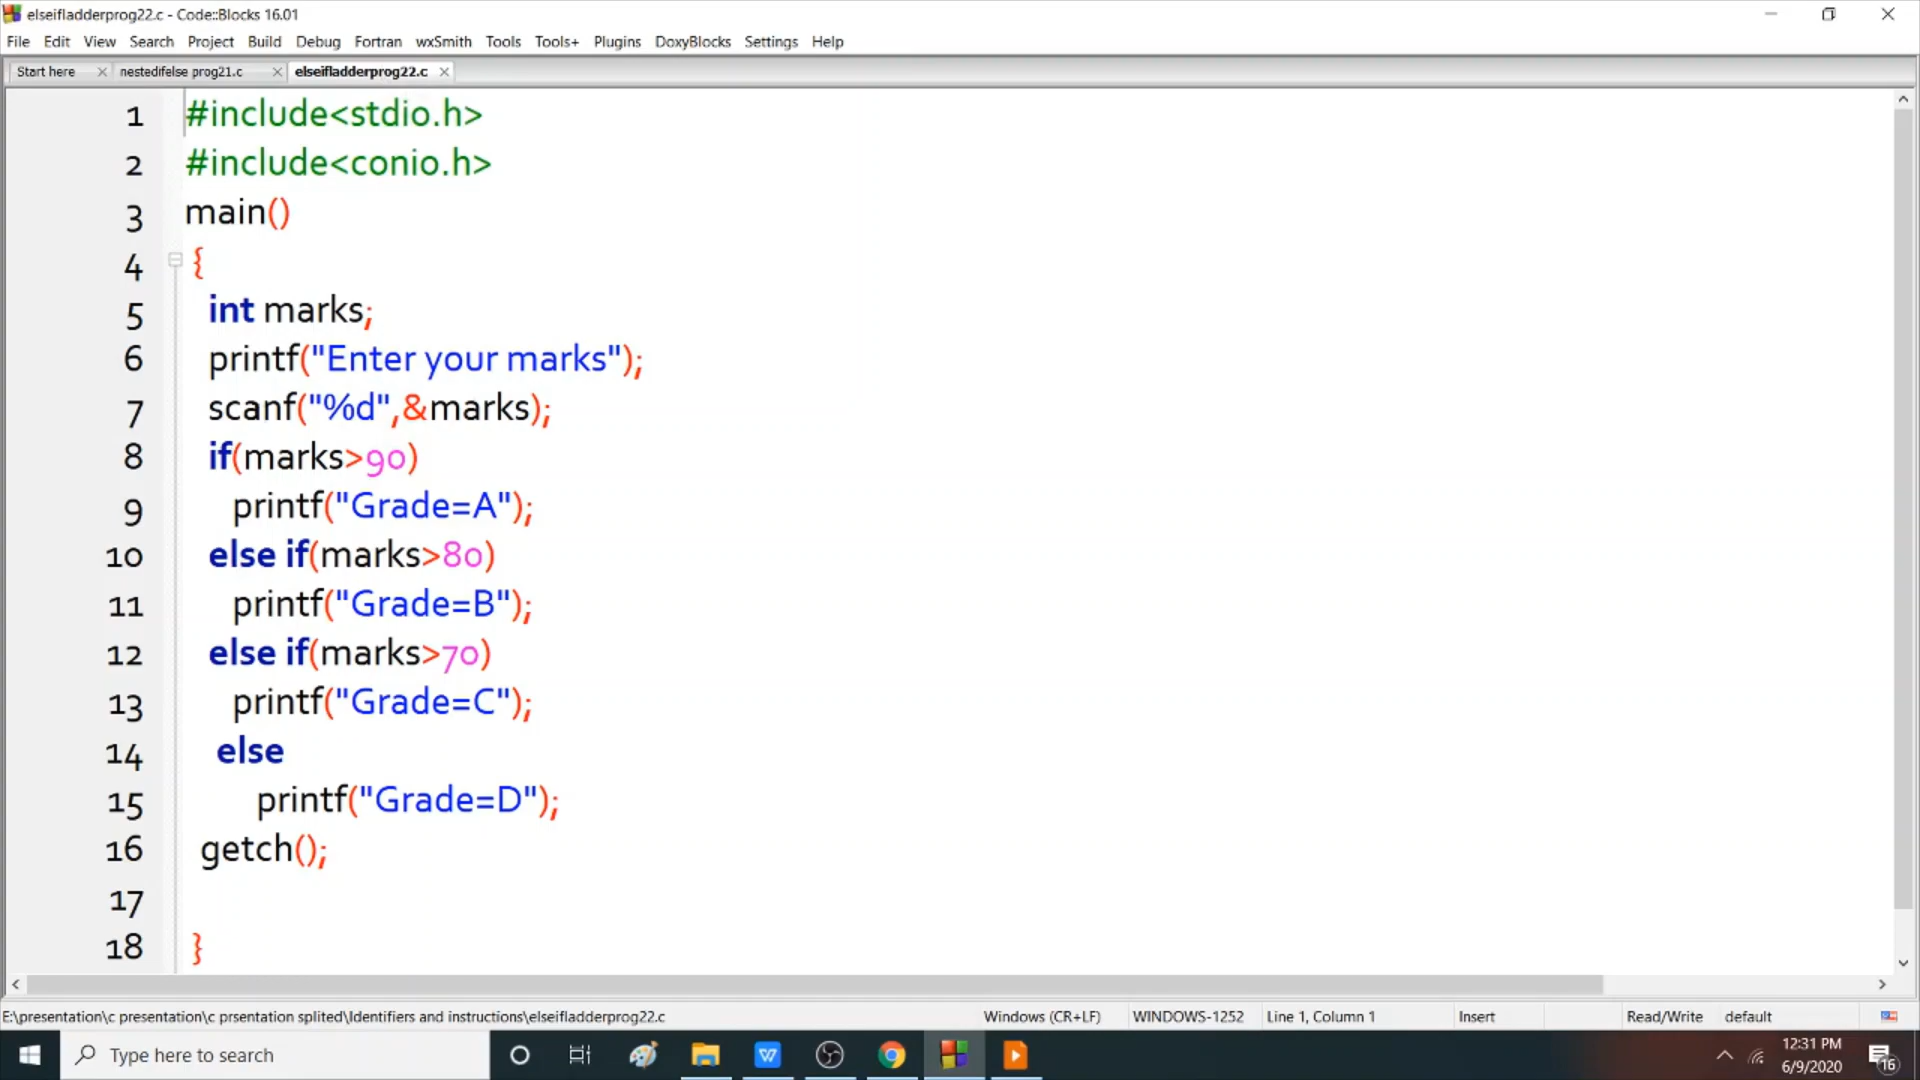 elseifladderprog22.c - Code::Blocks 16.01
File Edit View Search Project Build Debug Fortran wxSmith Tools Tools+ Plugins DoxyBlocks Settings Help
Start here nestedifelse prog21.c elseifladderprog22.c
1 #include<stdio.h>
2 #include<conio.h>
3 main()
4 {
5 int marks;
6 printf("Enter your marks");
7 scanf("%d",&marks);
8 if(marks>90)
9 printf("Grade=A");
10 else if(marks>80)
11 printf("Grade=B");
12 else if(marks>70)
13 printf("Grade=C");
14 else
15 printf("Grade=D");
16 getch();
17
18 }
E:\presentation\c presentation\c prsentation splited\Identifiers and instructions\elseifladderprog22.c Windows (CR+LF) WINDOWS-1252 Line 1, Column 1 Insert Read/Write default
Type here to search
W
12:31 PM
6/9/2020
16